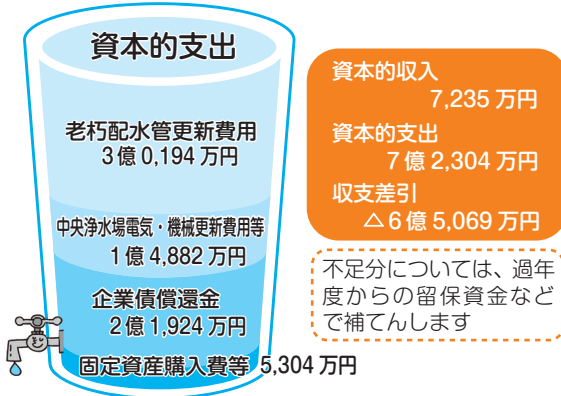 資本的支出
老朽配水管更新費用
3億0,194万円
中央浄水場電気・機械更新費用等
1億4,882万円
企業債償還金
2億1,924万円
固定資産購入費等 5,304万円
資本的収入
7,235万円
資本的支出
7億2,304万円
収支差引
△6億5,069万円
不足分については、過年
度からの留保資金など
で補てんします